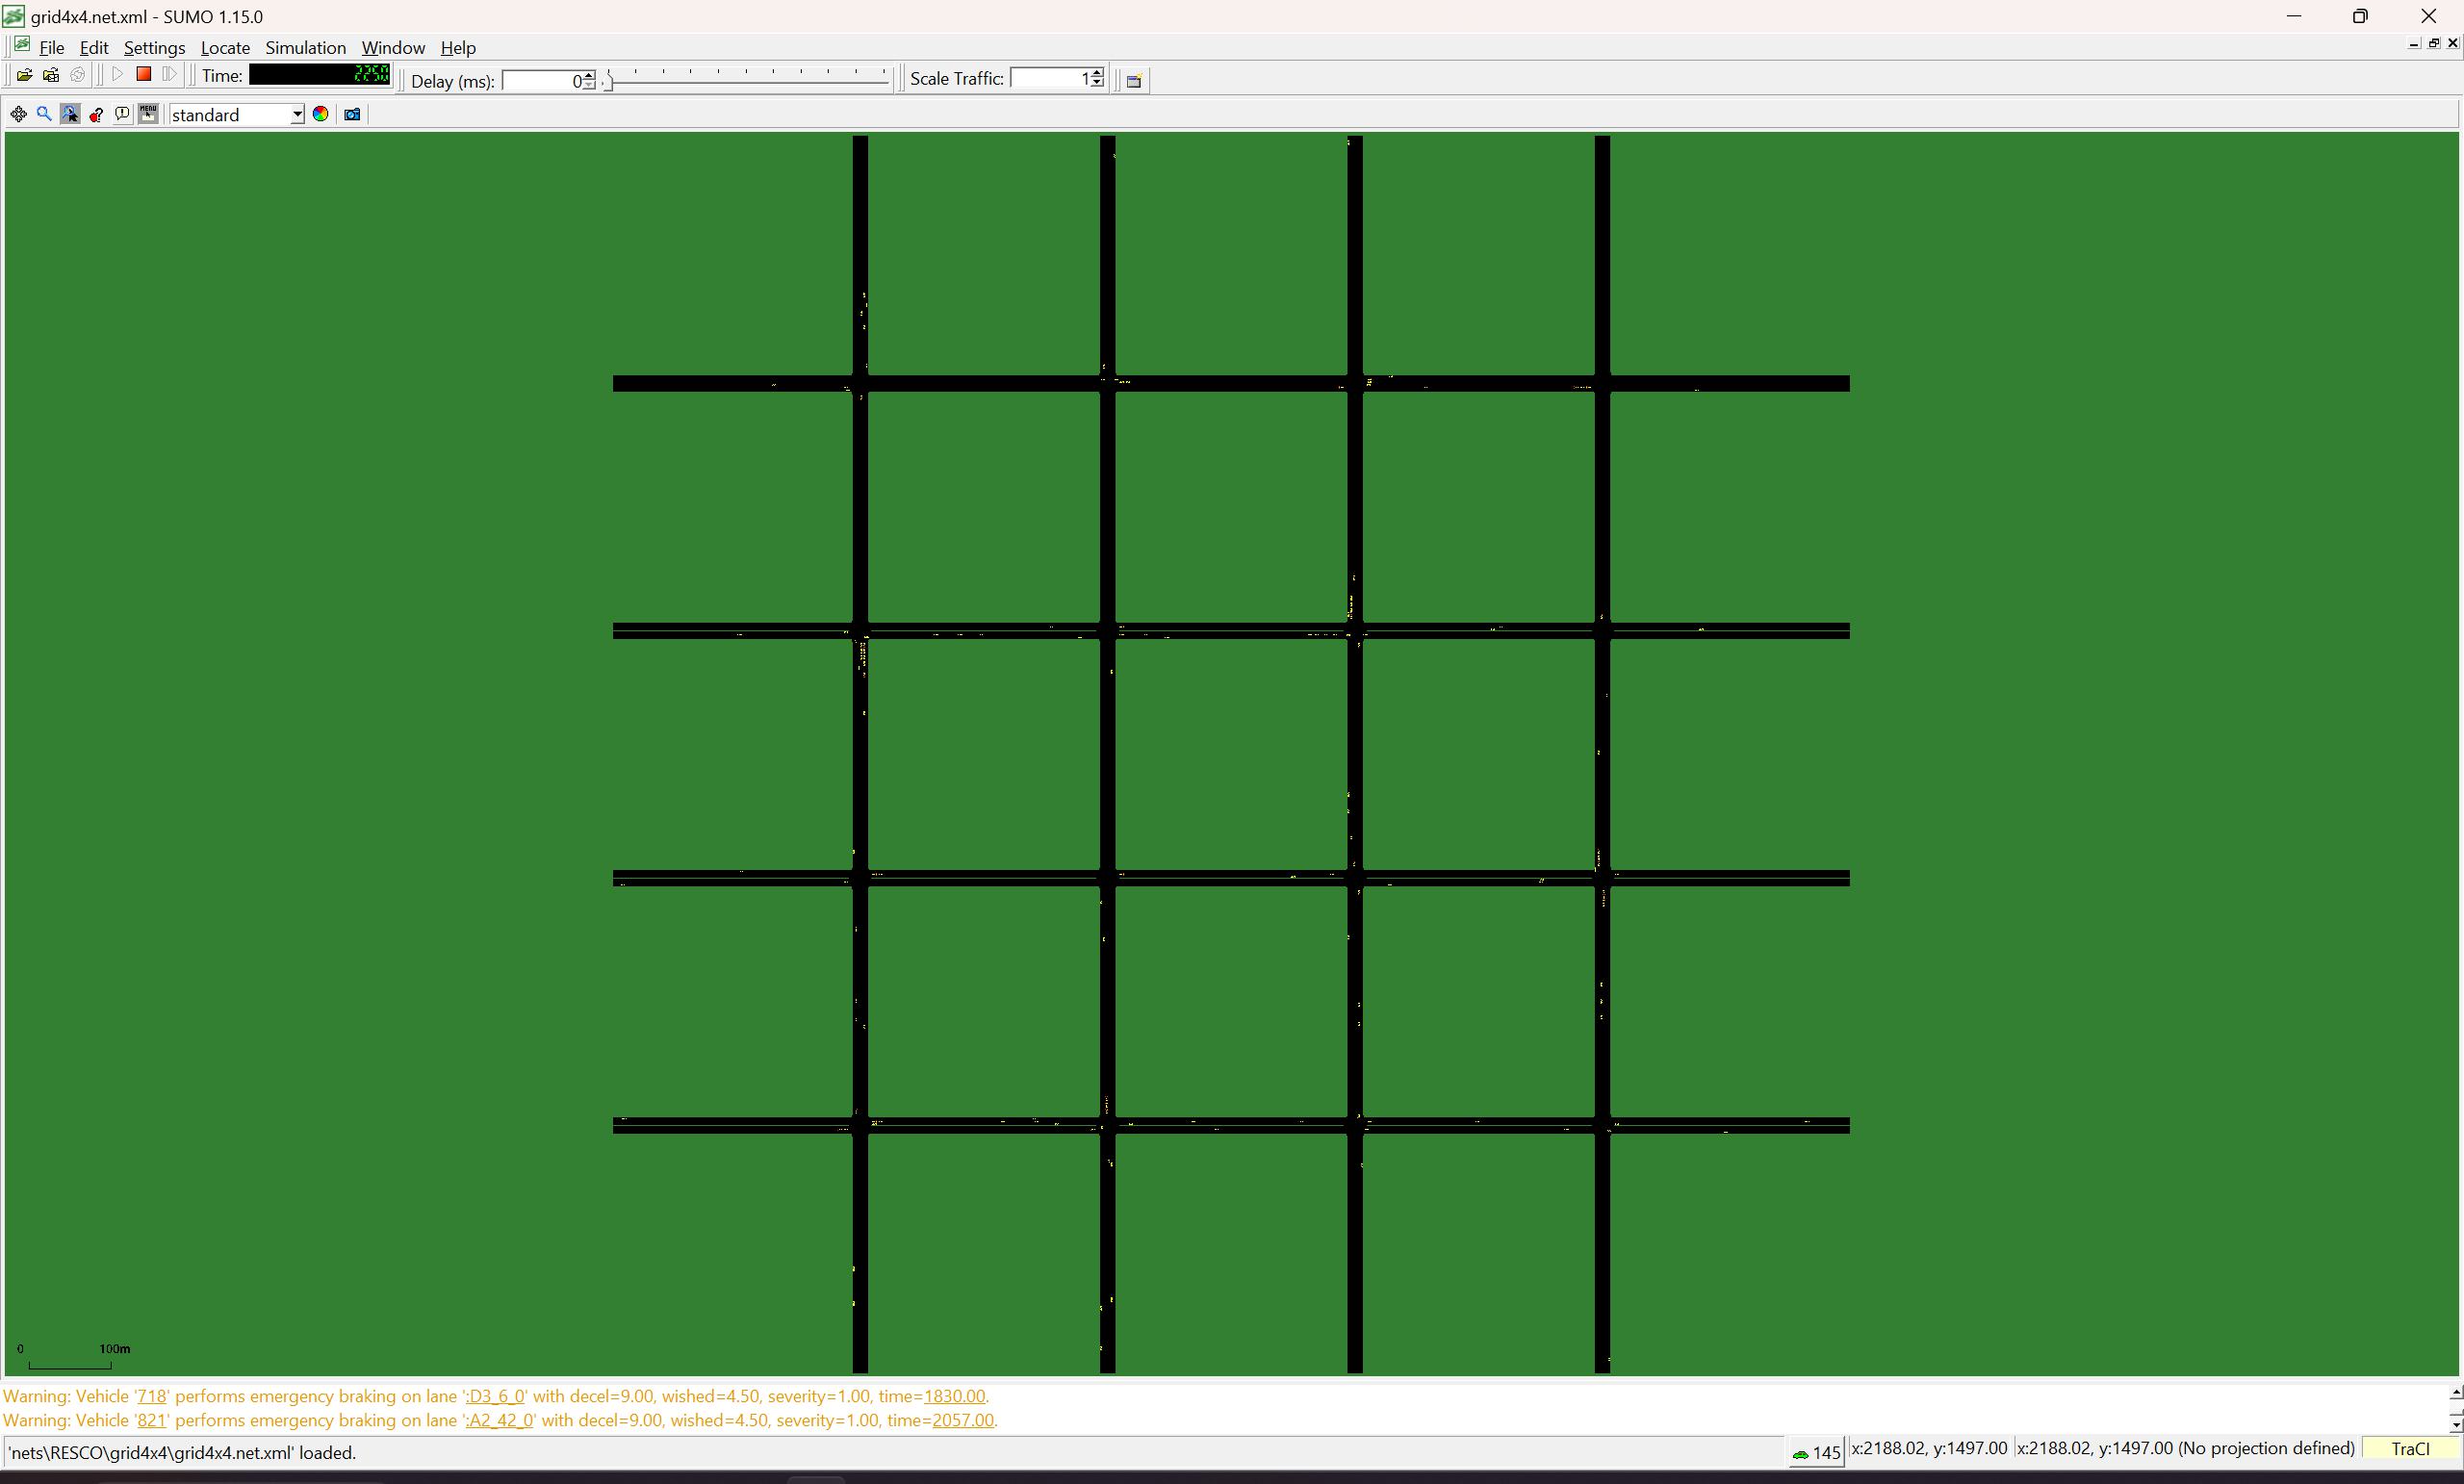 grid4x4.net.xml - SUMO 1.15.0
File Edit Settings Locate Simulation Window Help
Time: 2250 Delay (ms): 0 Scale Traffic: 1
MENU standard
0 100m
Warning: Vehicle '718' performs emergency braking on lane ':D3_6_0' with decel=9.00, wished=4.50, severity=1.00, time=1830.00.
Warning: Vehicle '821' performs emergency braking on lane ':A2_42_0' with decel=9.00, wished=4.50, severity=1.00, time=2057.00.
'nets\RESCO\grid4x4\grid4x4.net.xml' loaded. 145 x:2188.02, y:1497.00 x:2188.02, y:1497.00 (No projection defined) TraCI